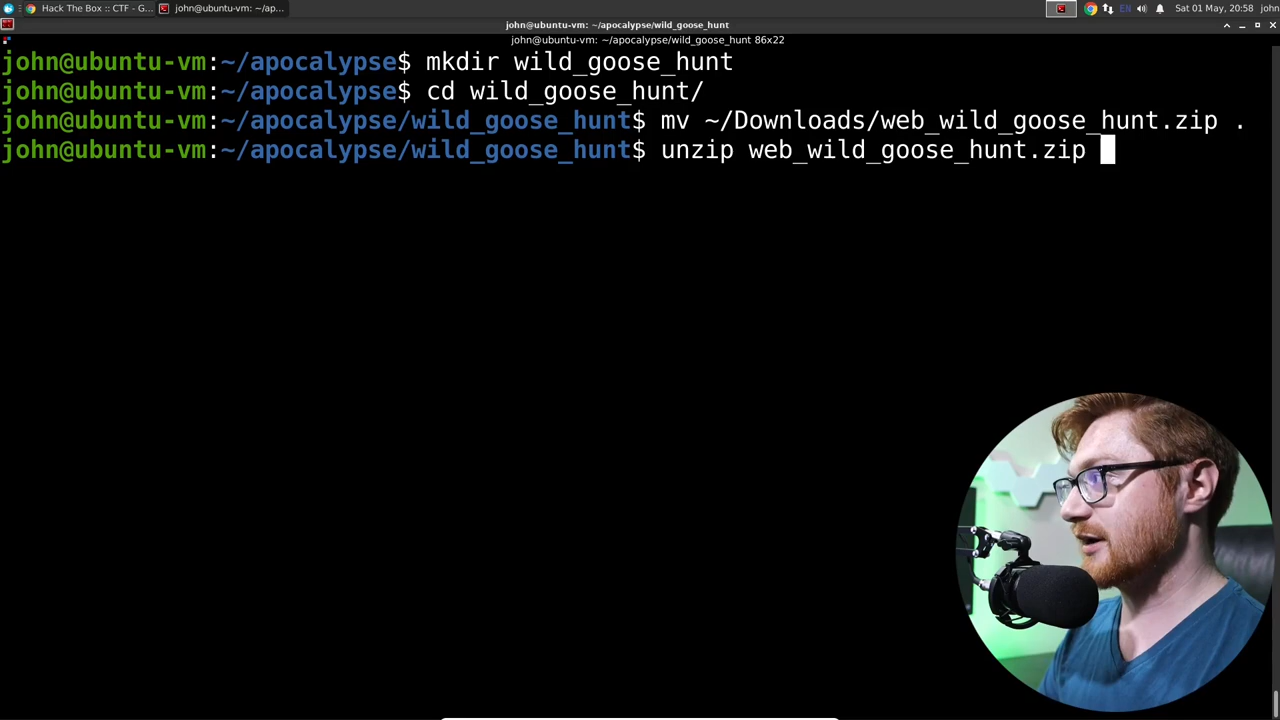 Hack The Box :: CTF - G...
john@ubuntu-vm: ~/ap...
EN
Sat 01 May, 20:58
john
john@ubuntu-vm: ~/apocalypse/wild_goose_hunt
john@ubuntu-vm: ~/apocalypse/wild_goose_hunt 86x22
john@ubuntu-vm:~/apocalypse$ mkdir wild_goose_hunt
john@ubuntu-vm:~/apocalypse$ cd wild_goose_hunt/
john@ubuntu-vm:~/apocalypse/wild_goose_hunt$ mv ~/Downloads/web_wild_goose_hunt.zip .
john@ubuntu-vm:~/apocalypse/wild_goose_hunt$ unzip web_wild_goose_hunt.zip